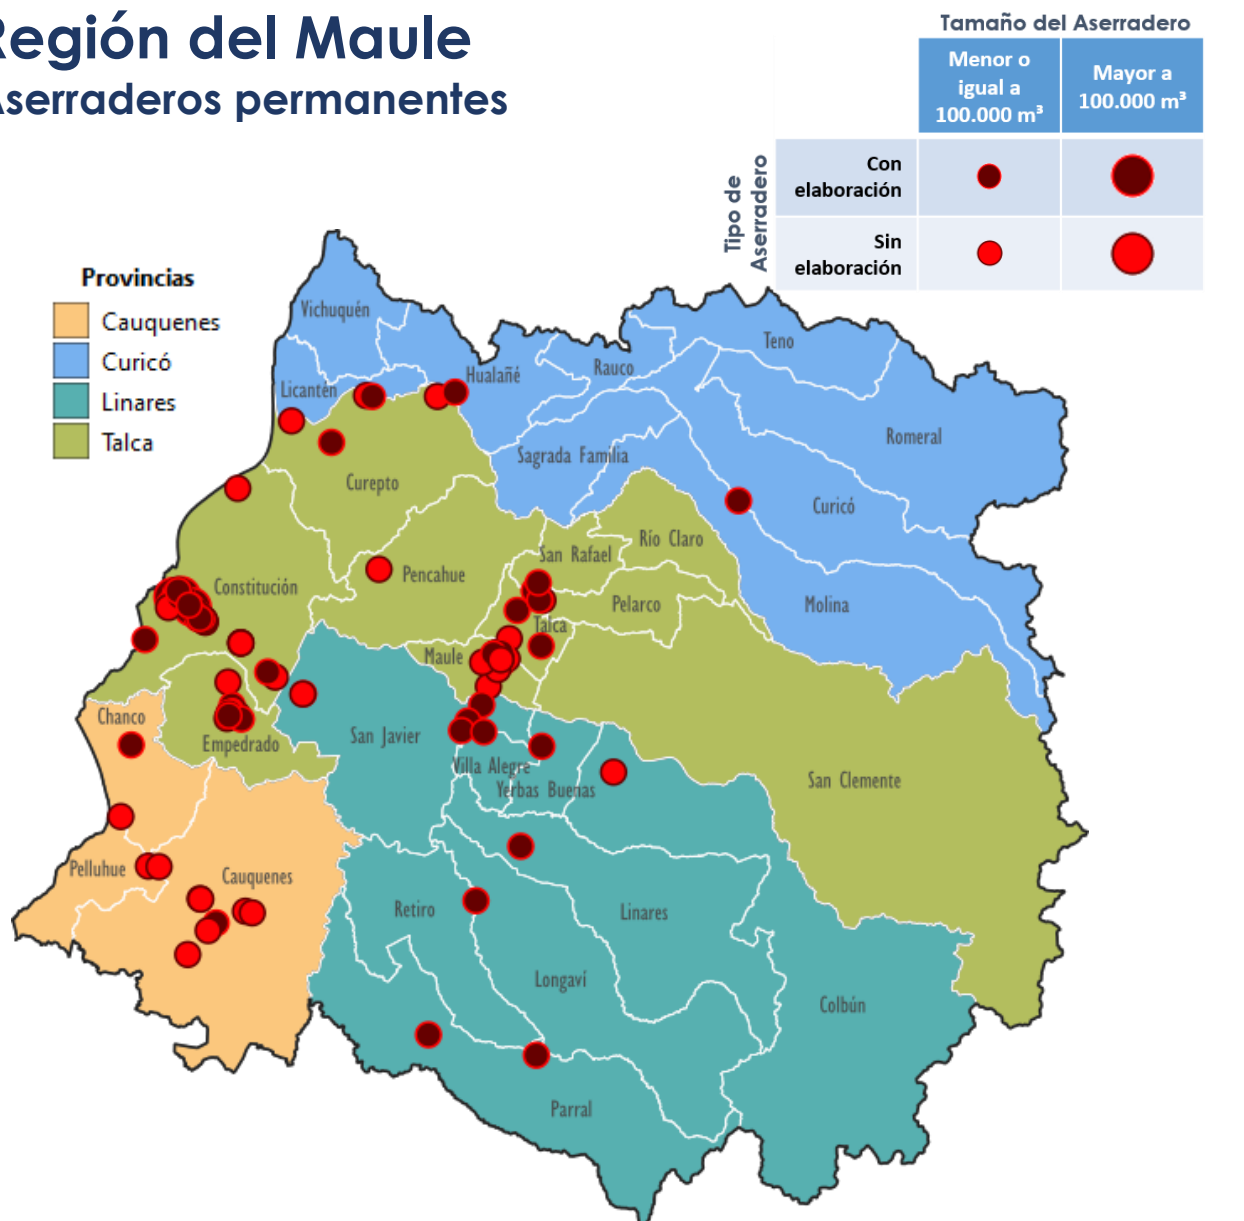 Región del Maule
Aserraderos permanentes
Tamaño del Aserradero
Menor o
igual a
100.000 m³
Mayor a
100.000 m³
Tipo de
Aserradero
Con
elaboración
Sin
elaboración
Provincias
Cauquenes
Curicó
Linares
Talca
Vichuquén
Teno
Rauco
Hualañé
Licantén
Romeral
Sagrada Familia
Curepto
Curicó
Río Claro
San Rafael
Pencahue
Constitución
Pelarco
Molina
Talca
Maule
Chanco
San Javier
Empedrado
Villa Alegre
San Clemente
Yerbas Buenas
Pelluhue
Cauquenes
Retiro
Linares
Longaví
Colbún
Parral